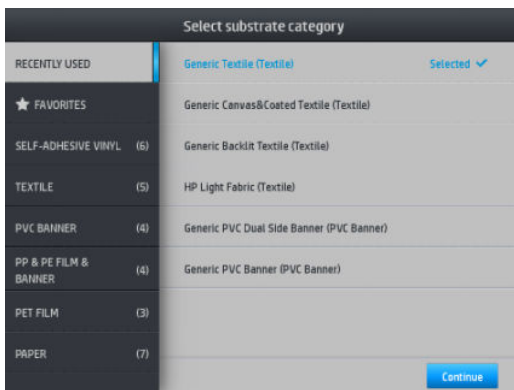 Select substrate category
RECENTLY USED
FAVORITES
SELF-ADHESIVE VINYL (6)
TEXTILE (5)
PVC BANNER (4)
PP & PE FILM &
BANNER (4)
PET FILM (3)
PAPER (7)
Generic Textile (Textile) Selected
Generic Canvas&Coated Textile (Textile)
Generic Backlit Textile (Textile)
HP Light Fabric (Textile)
Generic PVC Dual Side Banner (PVC Banner)
Generic PVC Banner (PVC Banner)
Continue